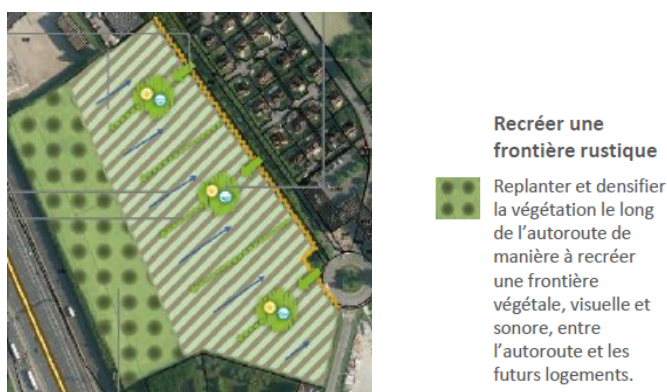 Recréer une
frontière rustique
Replanter et densifier
la végétation le long
de l'autoroute de
manière à recréer
une frontière
végétale, visuelle et
sonore, entre
l'autoroute et les
futurs logements.